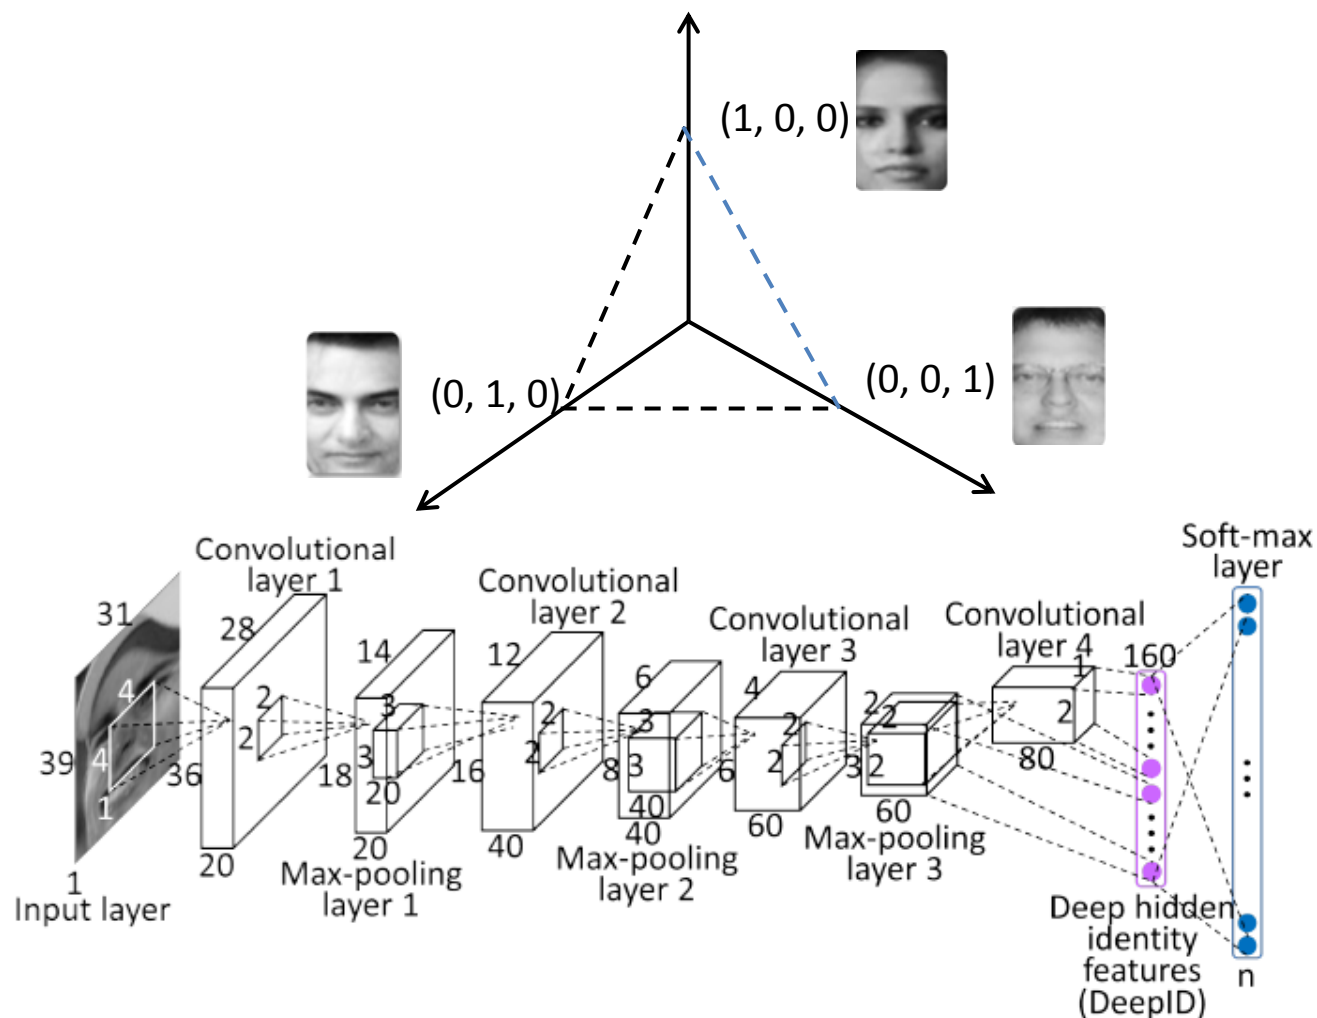 (1, 0, 0)
(0, 1, 0)
(0, 0, 1)
Soft-max
layer
Convolutional
layer 1
Convolutional
layer 2
Convolutional
layer 3
Convolutional
layer 4
31
39
4
4
1
1
Input layer
28
36
20
2
2
14
18
20
3
3
20
Max-pooling
layer 1
12
16
40
2
2
6
8
40
3
3
40
Max-pooling
layer 2
4
6
60
2
2
2
3
60
2
2
Max-pooling
layer 3
1
2
80
160
Deep hidden
identity
features
(DeepID)
n